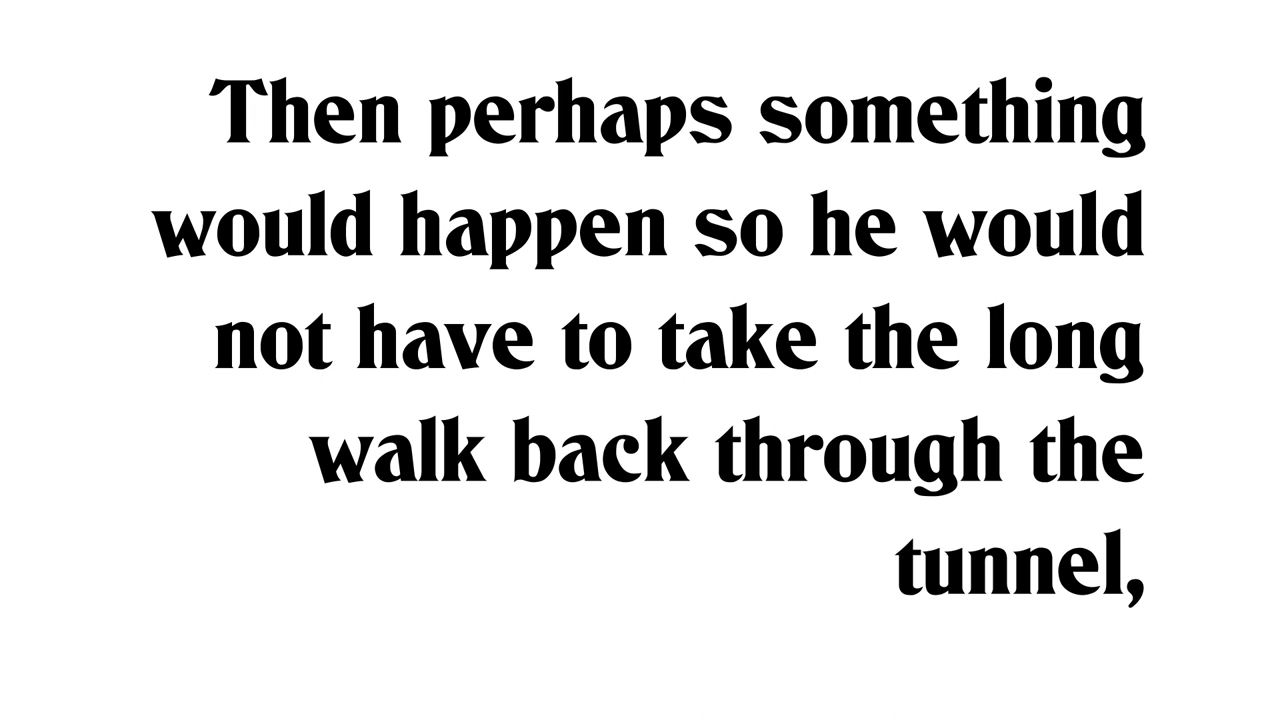 Then perhaps something
would happen so he would
not have to take the long
walk back through the
tunnel,